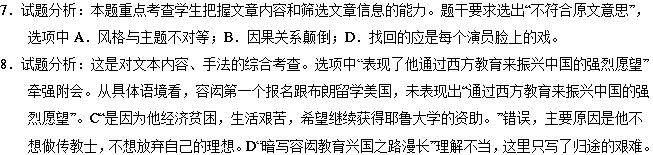 7．试题分析：本题重点考查学生把握文章内容和筛选文章信息的能力。题干要求选出“不符合原文意思”，
选项中 A．风格与主题不对等；B．因果关系颠倒；D．找回的应是每个演员脸上的戏。
8．试题分析：这是对文本内容、手法的综合考查。选项中“表现了他通过西方教育来振兴中国的强烈愿望”
牵强附会。从具体语境看，容闳第一个报名跟布朗留学美国，未表现出“通过西方教育来振兴中国的强
烈愿望”。C“是因为他经济贫困，生活艰苦，希望继续获得耶鲁大学的资助。”错误，主要原因是他不
想做传教士，不想放弃自己的理想。D“暗写容闳教育兴国之路漫长”理解不当，这里只写了归途的艰难。